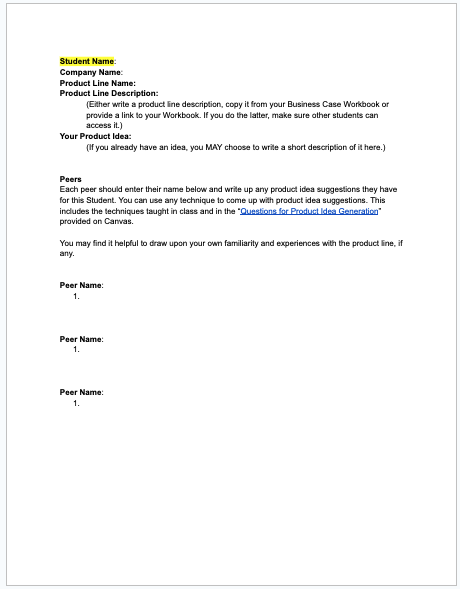 Student Name:
Company Name:
Product Line Name:
Product Line Description:
(Either write a product line description, copy it from your Business Case Workbook or
provide a link to your Workbook. If you do the latter, make sure other students can
access it.)
Your Product Idea:
(If you already have an idea, you MAY choose to write a short description of it here.)
Peers
Each peer should enter their name below and write up any product idea suggestions they have
for this Student. You can use any technique to come up with product idea suggestions. This
includes the techniques taught in class and in the "Questions for Product Idea Generation"
provided on Canvas.
You may find it helpful to draw upon your own familiarity and experiences with the product line, if
any.
Peer Name:
1.
Peer Name:
1.
Peer Name:
1.